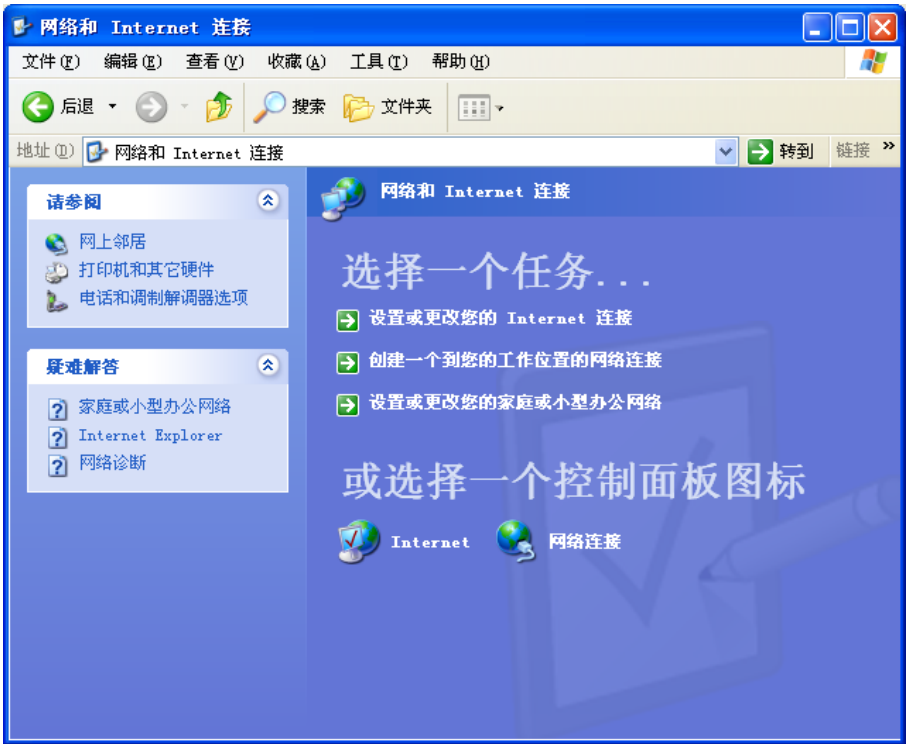 网络和 Internet 连接
文件(F) 编辑(E) 查看(V) 收藏(A) 工具(T) 帮助(H)
后退 搜索 文件夹
地址(D) 网络和 Internet 连接 转到 链接 »
请参阅
网上邻居
打印机和其它硬件
电话和调制解调器选项
疑难解答
家庭或小型办公网络
Internet Explorer
网络诊断
网络和 Internet 连接
选择一个任务...
设置或更改您的 Internet 连接
创建一个到您的工作位置的网络连接
设置或更改您的家庭或小型办公网络
或选择一个控制面板图标
Internet 网络连接